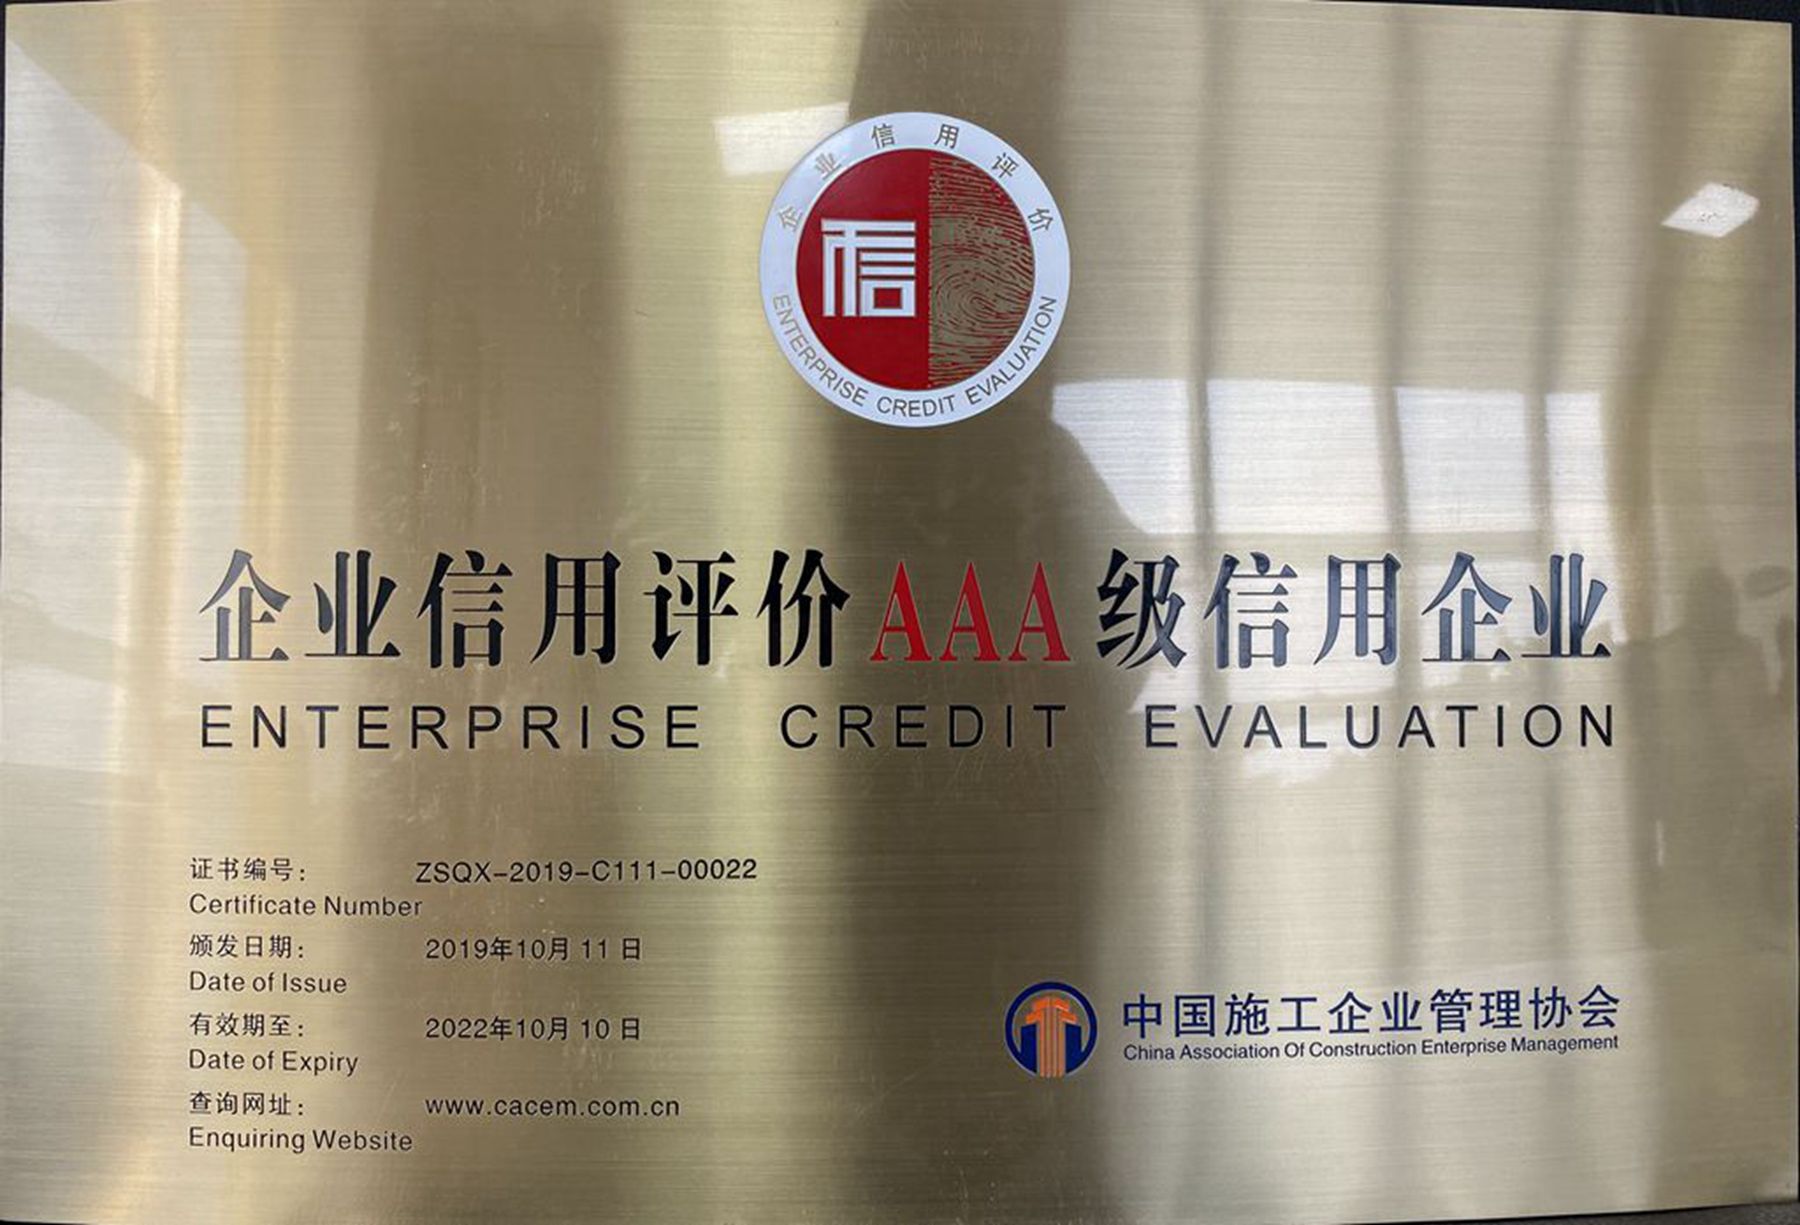 企业信用评价
ENTERPRISE CREDIT EVALUATION
信
企业信用评价AAA级信用企业
ENTERPRISE CREDIT EVALUATION
证书编号: ZSQX-2019-C111-00022
Certificate Number
颁发日期: 2019年10月11日
Date of Issue
有效期至: 2022年10月10日
Date of Expiry
查询网址: www.cacem.com.cn
Enquiring Website
中国施工企业管理协会
China Association Of Construction Enterprise Management